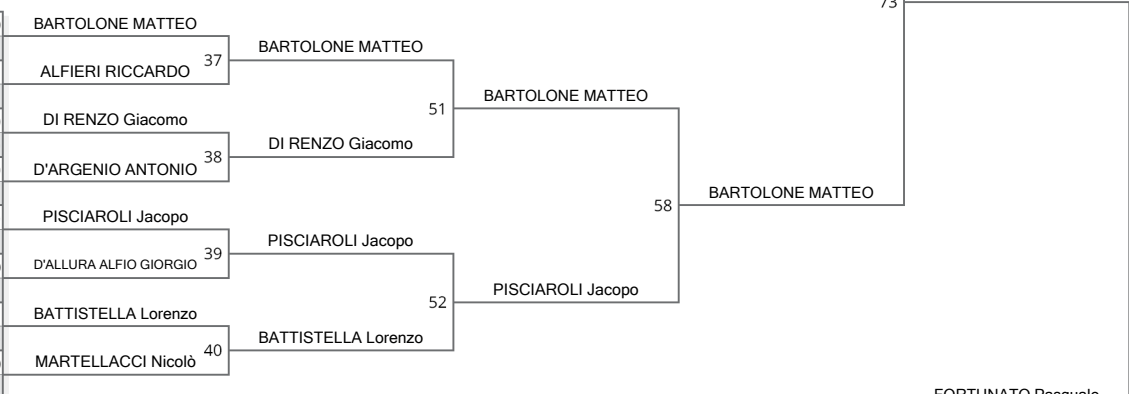 73
BARTOLONE MATTEO
37
ALFIERI RICCARDO
BARTOLONE MATTEO
51
DI RENZO Giacomo
38
D'ARGENIO ANTONIO
DI RENZO Giacomo
BARTOLONE MATTEO
58
PISCIAROLI Jacopo
39
D'ALLURA ALFIO GIORGIO
PISCIAROLI Jacopo
52
BATTISTELLA Lorenzo
40
MARTELLACCI Nicolò
BATTISTELLA Lorenzo
PISCIAROLI Jacopo
BARTOLONE MATTEO
FORTUNATO Pasquale